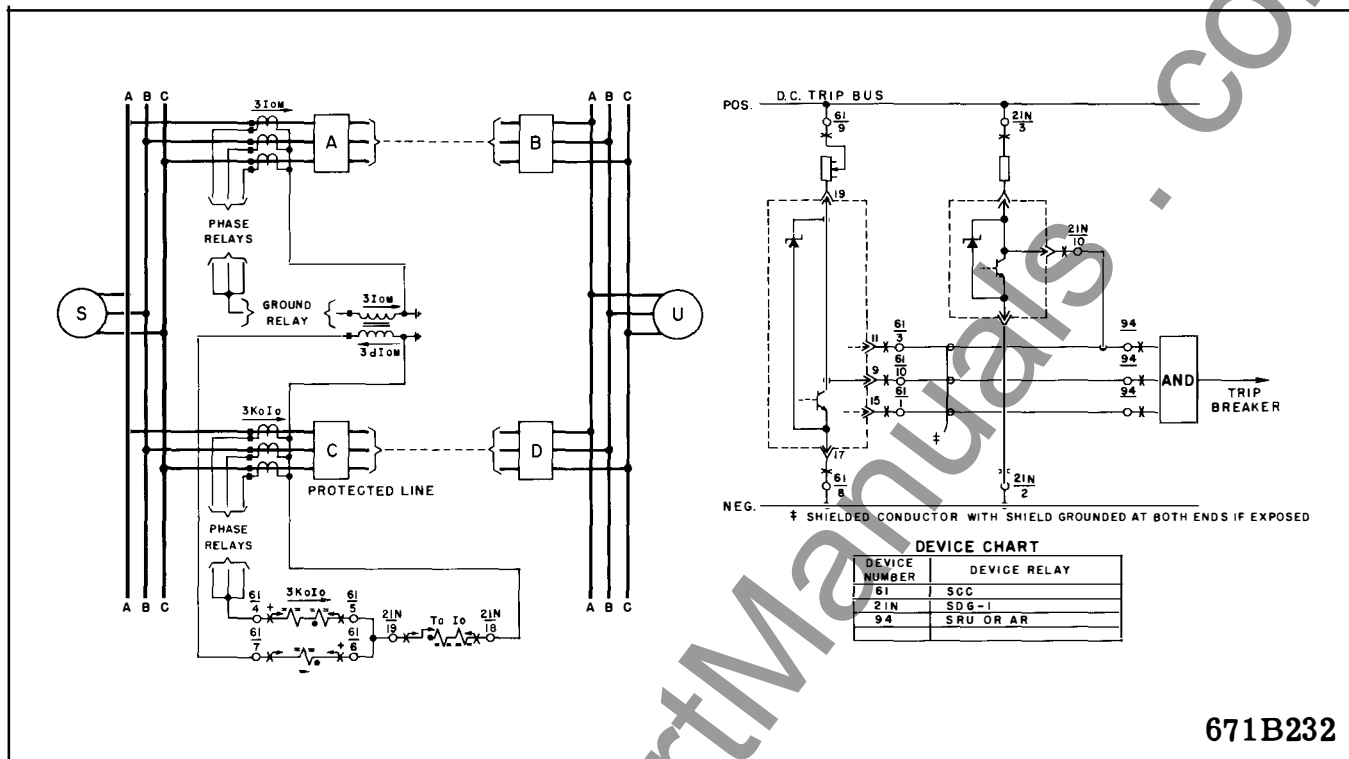 A B C
3IoM
A
B
A B C
PHASE
RELAYS
GROUND
RELAY
3IoM
3dIoM
S
U
3KoIo
C
D
PROTECTED LINE
PHASE
RELAYS
A B C
A B C
61
4
+
3KoIo
61
5
61
7
+
61
6
21N
19
To Io
21N
18
POS.
D.C. TRIP BUS
61
9
21N
3
19
21N
10
11
61
3
94
9
61
10
94
15
61
1
94
AND
TRIP
BREAKER
‡
17
61
8
21N
2
NEG.
‡ SHIELDED CONDUCTOR WITH SHIELD GROUNDED AT BOTH ENDS IF EXPOSED
DEVICE CHART
DEVICE NUMBER DEVICE RELAY
61 SCC
21N SDG-1
94 SRU OR AR
671B232
rtManuals . co